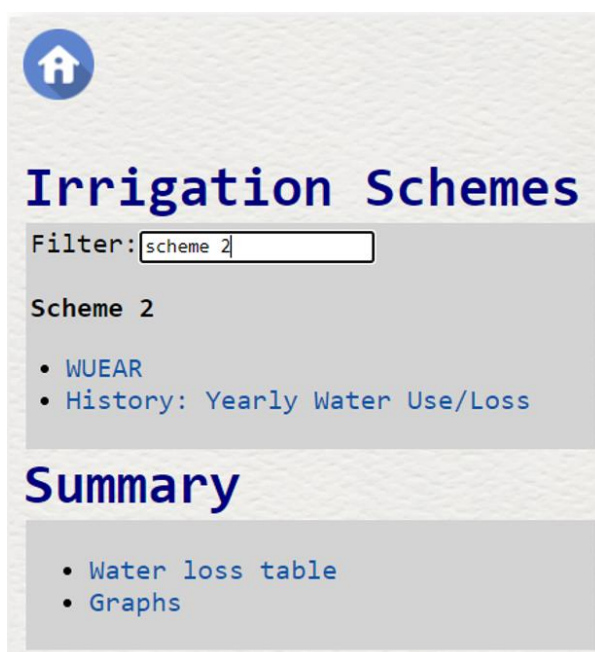 Irrigation Schemes
Filter: scheme 2
Scheme 2
• WUEAR
• History: Yearly Water Use/Loss
Summary
• Water loss table
• Graphs